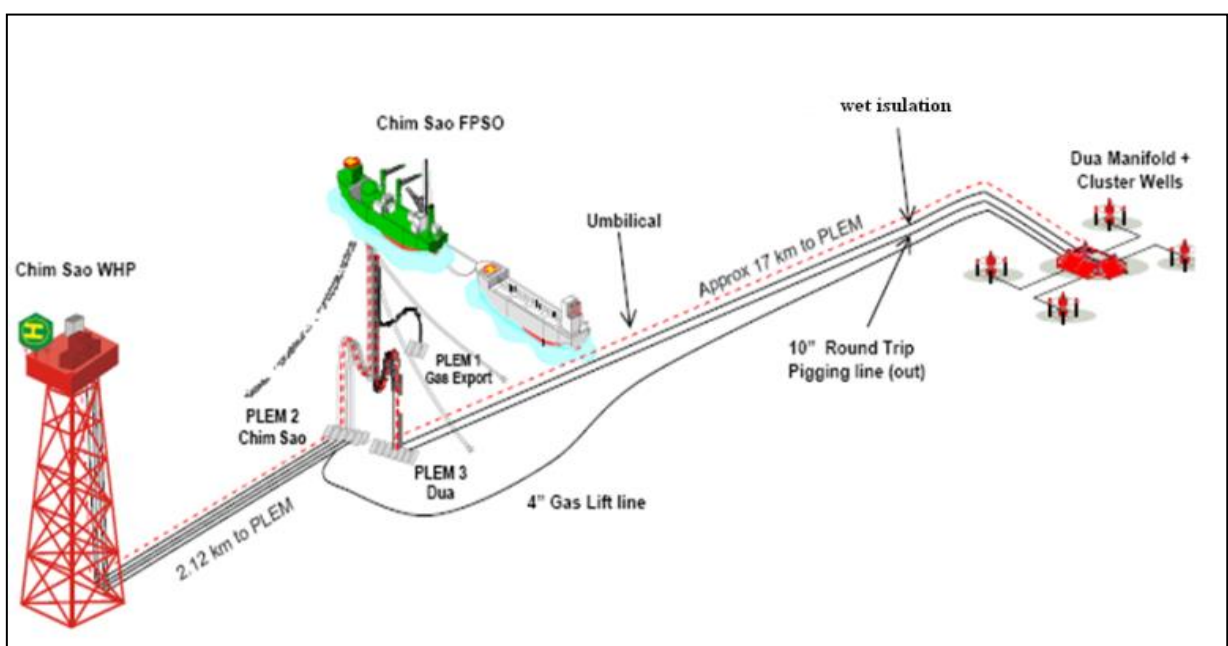 wet isulation
Chim Sao FPSO
Dua Manifold +
Cluster Wells
Umbilical
Approx 17 km to PLEM
Chim Sao WHP
H
10" Round Trip
Pigging line (out)
PLEM 1
Gas Export
PLEM 2
Chim Sao
PLEM 3
Dua
4" Gas Lift line
2.12 km to PLEM